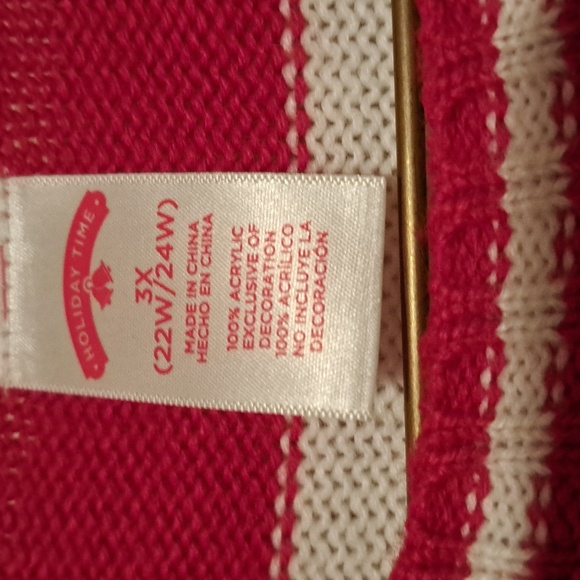 HOLIDAY TIME
3X
(22W/24W)
MADE IN CHINA
HECHO EN CHINA
100% ACRYLIC
EXCLUSIVE OF
DECORATION
100% ACRÍLICO
NO INCLUYE LA
DECORACIÓN